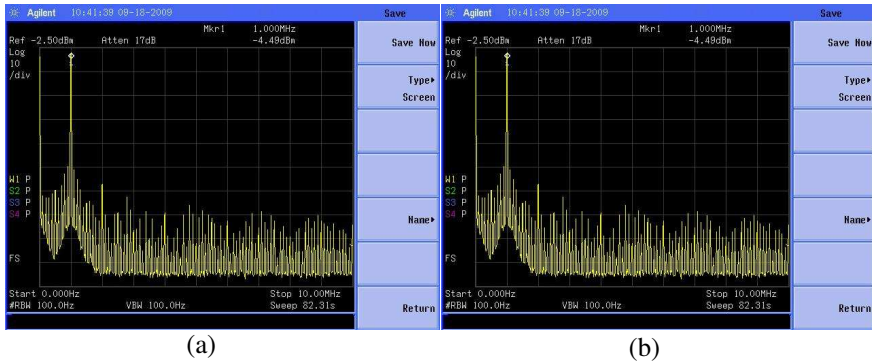 Agilent 10:41:39 09-18-2009 Save
Mkr1 1.000MHz
Ref -2.50dBm Atten 17dB -4.49dBm
Log
10
/div
W1 P
S2 P
S3 P
S4 P
FS
Start 0.000Hz Stop 10.00MHz
#RBW 100.0Hz VBW 100.0Hz Sweep 82.31s
Save Now
Type
Screen
Name
Return
(a)
Agilent 10:41:39 09-18-2009 Save
Mkr1 1.000MHz
Ref -2.50dBm Atten 17dB -4.49dBm
Log
10
/div
W1 P
S2 P
S3 P
S4 P
FS
Start 0.000Hz Stop 10.00MHz
#RBW 100.0Hz VBW 100.0Hz Sweep 82.31s
Save Now
Type
Screen
Name
Return
(b)